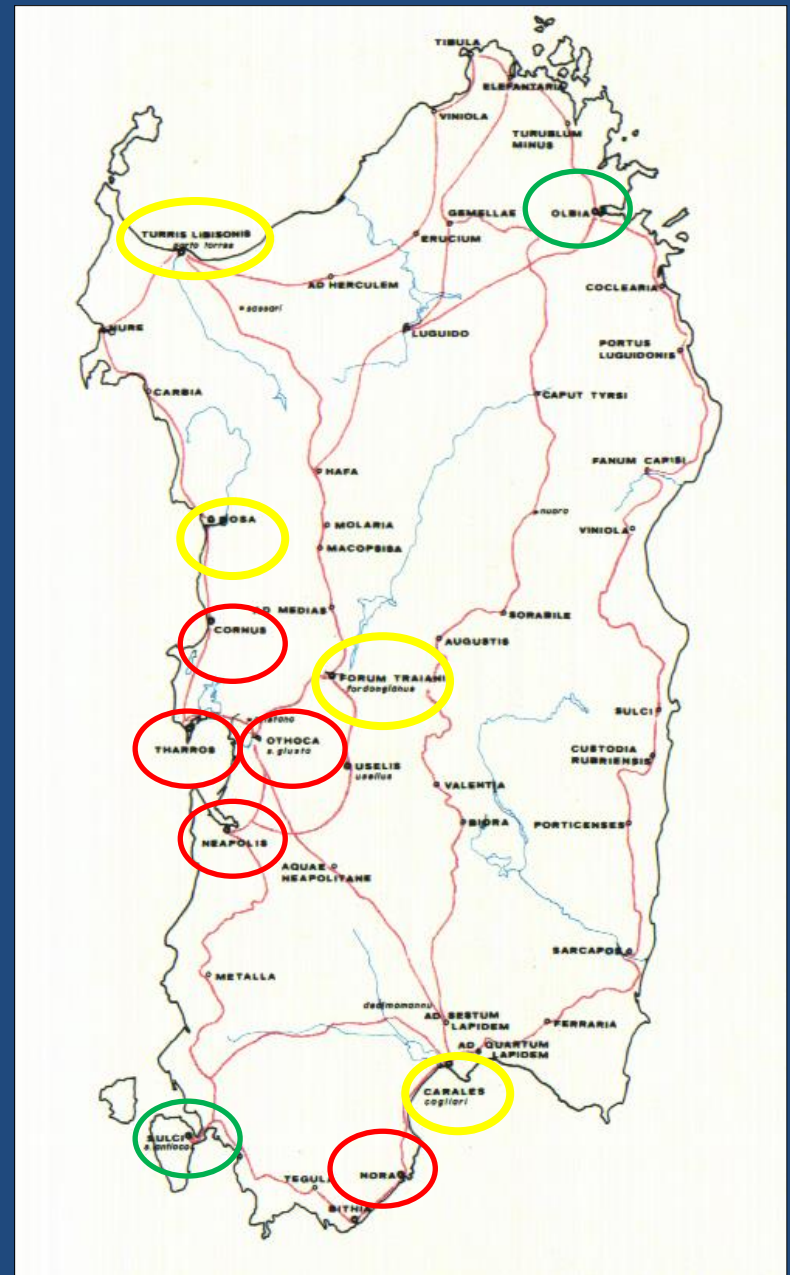 TIBULA
ELEFANTARIA
VINIOLA
TURUBLUM
MINUS
OLBIA
GEMELLAE
TURRIS LIBISONIS
porto torres
ERUCIUM
AD HERCULEM
COCLEARIA
sassari
NURE
LUGUIDO
PORTUS
LUGUIDONIS
CARBIA
CAPUT TYRSI
FANUM CARISI
HAFA
BOSA
MOLARIA
nuoro
VINIOLA
MACOPSISA
AD MEDIAS
SORABILE
CORNUS
AUGUSTIS
FORUM TRAIANI
fordongianus
SULCI
OTHOCA
s. giusta
THARROS
CUSTODIA
RUBRIENSIS
USELIS
usellus
VALENTIA
BIORA
PORTICENSES
NEAPOLIS
AQUAE
NEAPOLITANE
SARCAPOS
METALLA
decimomannu
AD SESTUM
LAPIDEM
FERRARIA
AD QUARTUM
LAPIDEM
CARALES
cagliari
SULCI
s. antioco
NORA
TEGULA
BITHIA